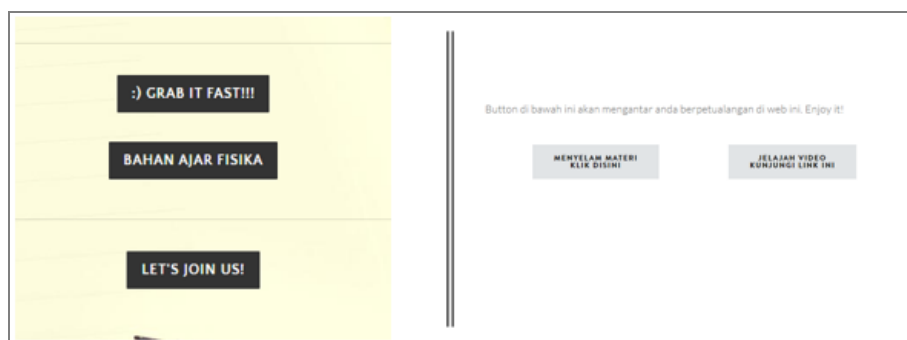 :) GRAB IT FAST!!!
BAHAN AJAR FISIKA
LET'S JOIN US!
Button di bawah ini akan mengantar anda berpetualangan di web ini. Enjoy it!
MENYELAM MATERI
KLIK DISINI
JELAJAH VIDEO
KUNJUNGI LINK INI